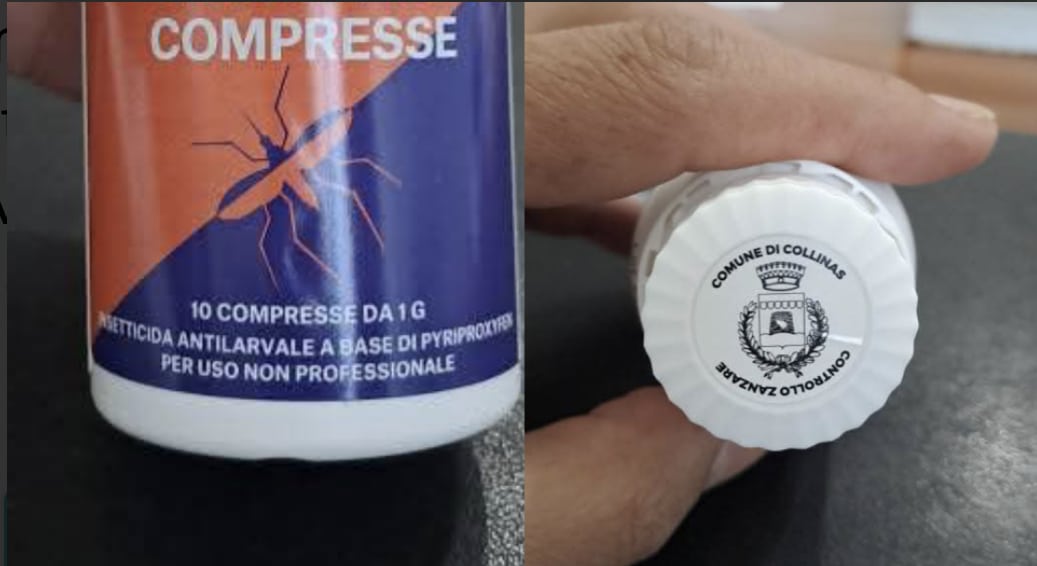 COMPRESSE
10 COMPRESSE DA 1 G
INSETTICIDA ANTILARVALE A BASE DI PYRIPROXYFEN
PER USO NON PROFESSIONALE
COMUNE DI COLLINAS
CONTROLLO ZANZARE